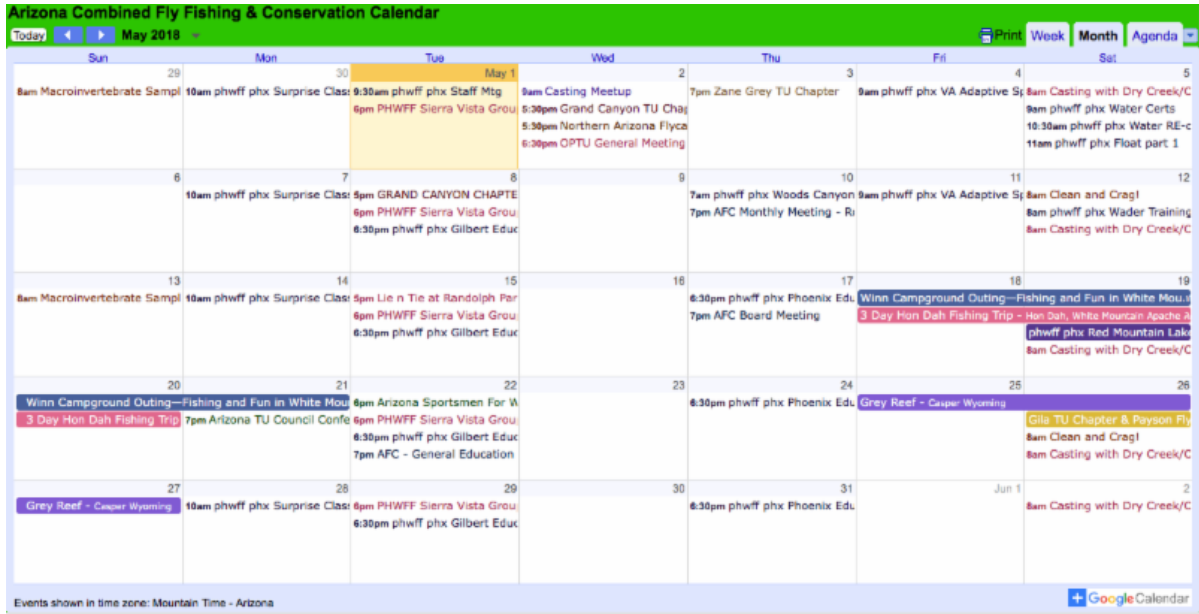 Arizona Combined Fly Fishing & Conservation Calendar
Today May 2018 Print Week Month Agenda
Sun Mon Tue Wed Thu Fri Sat
29 30 May 1 2 3 4 5
8am Macroinvertebrate Sampl
10am phwff phx Surprise Clas
9:30am phwff phx Staff Mtg
6pm PHWFF Sierra Vista Grou
9am Casting Meetup
5:30pm Grand Canyon TU Chap
5:30pm Northern Arizona Flyca
6:30pm OPTU General Meeting
7pm Zane Grey TU Chapter
9am phwff phx VA Adaptive Sp
8am Casting with Dry Creek/C
9am phwff phx Water Certs
10:30am phwff phx Water RE-c
11am phwff phx Float part 1
6 7 8 9 10 11 12
10am phwff phx Surprise Clas
5pm GRAND CANYON CHAPTE
6pm PHWFF Sierra Vista Grou
6:30pm phwff phx Gilbert Educ
7am phwff phx Woods Canyon
7pm AFC Monthly Meeting - Ro
9am phwff phx VA Adaptive Sp
8am Clean and Crag!
8am phwff phx Wader Training
8am Casting with Dry Creek/C
13 14 15 16 17 18 19
8am Macroinvertebrate Sampl
10am phwff phx Surprise Clas
5pm Lie n Tie at Randolph Par
6pm PHWFF Sierra Vista Grou
6:30pm phwff phx Gilbert Educ
6:30pm phwff phx Phoenix Edu
7pm AFC Board Meeting
Winn Campground Outing—Fishing and Fun in White Mou
3 Day Hon Dah Fishing Trip - Hon Dah, White Mountain Apache
phwff phx Red Mountain Lake
8am Casting with Dry Creek/C
20 21 22 23 24 25 26
Winn Campground Outing—Fishing and Fun in White Mou
3 Day Hon Dah Fishing Trip
7pm Arizona TU Council Confe
6pm Arizona Sportsmen For W
6pm PHWFF Sierra Vista Grou
6:30pm phwff phx Gilbert Educ
7pm AFC - General Education
6:30pm phwff phx Phoenix Edu
Grey Reef - Casper Wyoming
Gila TU Chapter & Payson Fly
8am Clean and Crag!
8am Casting with Dry Creek/C
27 28 29 30 31 Jun 1 2
Grey Reef - Casper Wyoming
10am phwff phx Surprise Clas
6pm PHWFF Sierra Vista Grou
6:30pm phwff phx Gilbert Educ
6:30pm phwff phx Phoenix Edu
8am Casting with Dry Creek/C
Events shown in time zone: Mountain Time - Arizona
+ Google Calendar